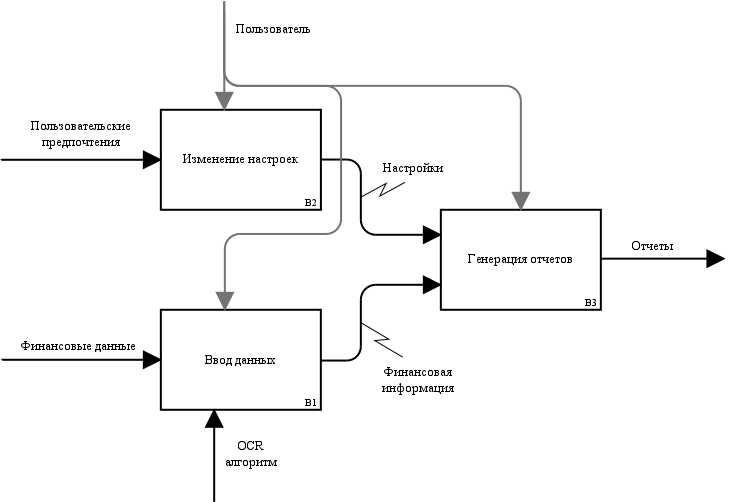 Пользователь
Пользовательские
предпочтения
Изменение настроек
B2
Настройки
Генерация отчетов
B3
Отчеты
Финансовые данные
Ввод данных
B1
Финансовая
информация
OCR
алгоритм